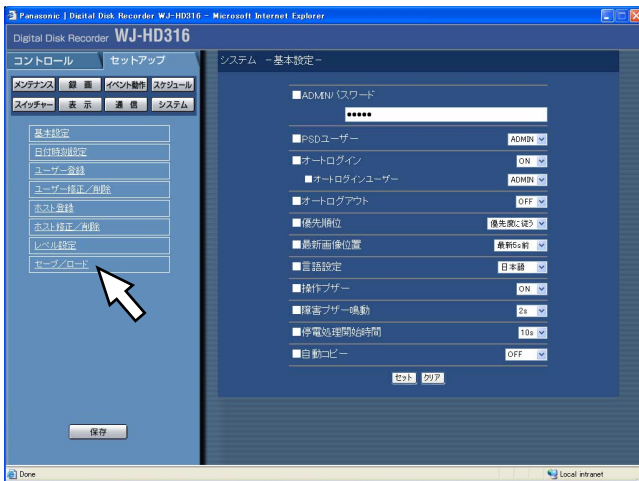 Panasonic | Digital Disk Recorder WJ-HD316 - Microsoft Internet Explorer
Digital Disk Recorder WJ-HD316
コントロール セットアップ
メンテナンス 録 画 イベント動作 スケジュール
スイッチャー 表 示 通 信 システム
基本設定
日付時刻設定
ユーザー登録
ユーザー修正／削除
ホスト登録
ホスト修正／削除
レベル設定
セーブ／ロード
保存
システム －基本設定－
■ADMINパスワード
●●●●●
■PSDユーザー ADMIN
■オートログイン ON
■オートログインユーザー ADMIN
■オートログアウト OFF
■優先順位 優先度に従う
■最新画像位置 最新5s前
■言語設定 日本語
■操作ブザー ON
■障害ブザー鳴動 2s
■停電処理開始時間 10s
■自動コピー OFF
セット クリア
Done Local intranet